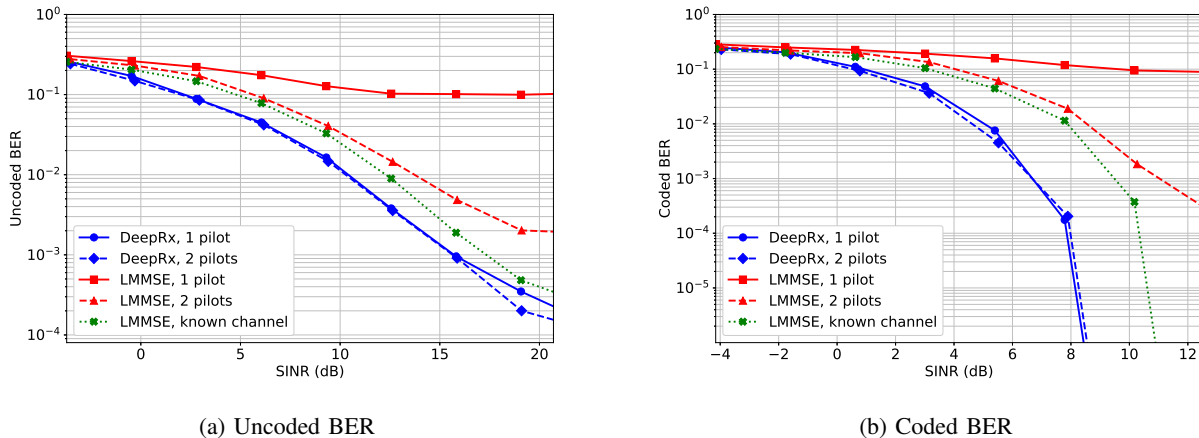 10^0
10^-1
10^-2
10^-3
10^-4
Uncoded BER
DeepRx, 1 pilot
DeepRx, 2 pilots
LMMSE, 1 pilot
LMMSE, 2 pilots
LMMSE, known channel
0 5 10 15 20
SINR (dB)
(a) Uncoded BER
10^0
10^-1
10^-2
10^-3
10^-4
10^-5
Coded BER
DeepRx, 1 pilot
DeepRx, 2 pilots
LMMSE, 1 pilot
LMMSE, 2 pilots
LMMSE, known channel
−4 −2 0 2 4 6 8 10 12
SINR (dB)
(b) Coded BER